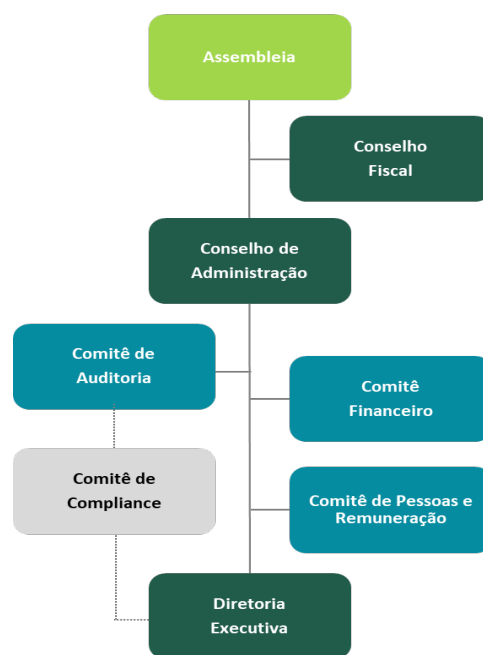 Assembleia
Conselho
Fiscal
Conselho de
Administração
Comitê de
Auditoria
Comitê
Financeiro
Comitê de
Compliance
Comitê de Pessoas e
Remuneração
Diretoria
Executiva